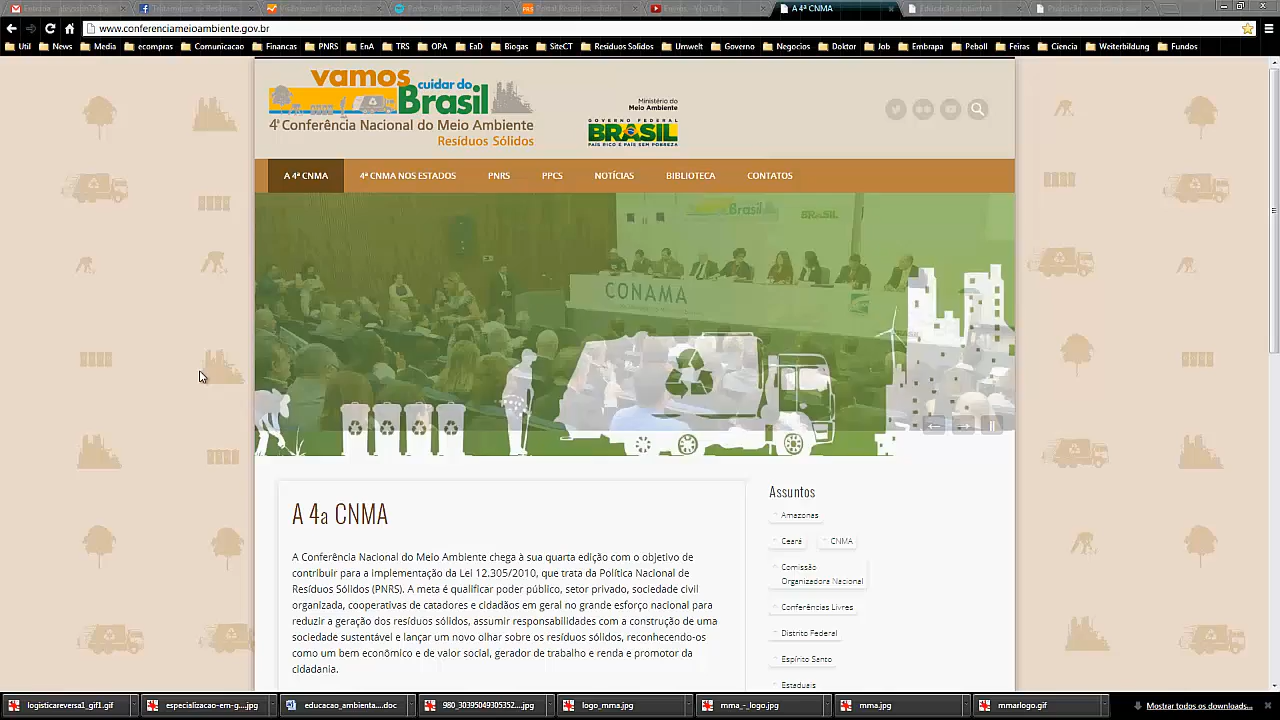 A 4ª CNMA
www.conferenciameioambiente.gov.br
Util News Media ecompras Comunicacao Financas PNRS EnA TRS OPA EaD Biogas SiteCT Residuos Solidos Umwelt Governo Negocios Doktor Job Embrapa Peboll Feiras Ciencia Weiterbildung Fundos
vamos
cuidar do
Brasil
4ª Conferência Nacional do Meio Ambiente
Resíduos Sólidos
Ministério do
Meio Ambiente
GOVERNO FEDERAL
BRASIL
PAÍS RICO É PAÍS SEM POBREZA
A 4ª CNMA 4ª CNMA NOS ESTADOS PNRS PPCS NOTÍCIAS BIBLIOTECA CONTATOS
Brasil
BRASIL
CONAMA
A 4a CNMA
A Conferência Nacional do Meio Ambiente chega à sua quarta edição com o objetivo de
contribuir para a implementação da Lei 12.305/2010, que trata da Política Nacional de
Resíduos Sólidos (PNRS). A meta é qualificar poder público, setor privado, sociedade civil
organizada, cooperativas de catadores e cidadãos em geral no grande esforço nacional para
reduzir a geração dos resíduos sólidos, assumir responsabilidades com a construção de uma
sociedade sustentável e lançar um novo olhar sobre os resíduos sólidos, reconhecendo-os
como um bem econômico e de valor social, gerador de trabalho e renda e promotor da
cidadania.
Assuntos
Amazonas
Ceará CNMA
Comissão
Organizadora Nacional
Conferências Livres
Distrito Federal
Espírito Santo
Estaduais
logisticareversa1_gif1.gif especializacao-em-g....jpg educacao_ambienta....doc 980_30395049305352....jpg logo_mma.jpg mma_-_logo.jpg mma.jpg mmarlogo.gif Mostrar todos os downloads...